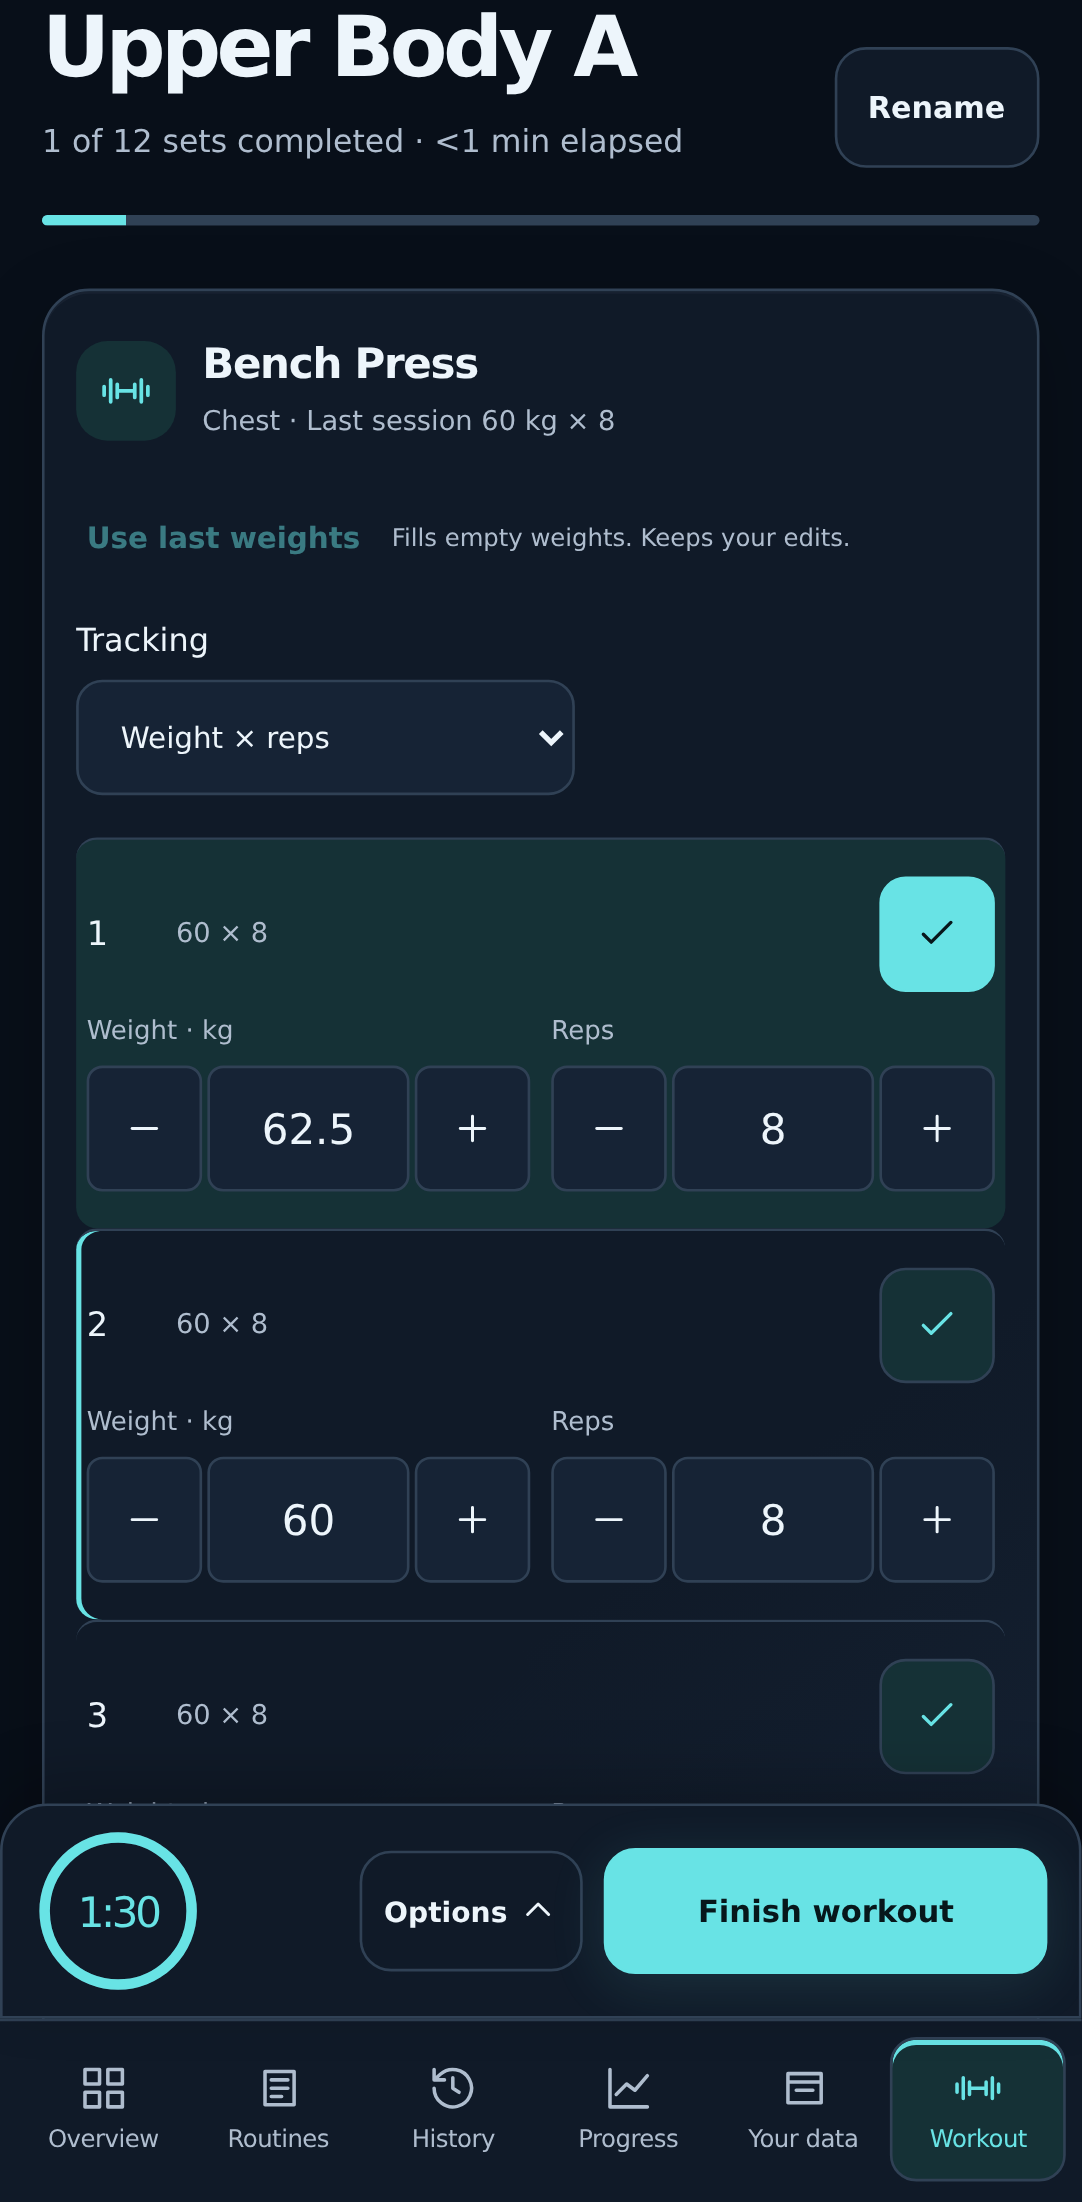 Upper Body A
Rename
1 of 12 sets completed · <1 min elapsed
Bench Press
Chest · Last session 60 kg × 8
Use last weights Fills empty weights. Keeps your edits.
Tracking
Weight × reps
1 60 × 8
Weight · kg Reps
− 62.5 + − 8 +
2 60 × 8
Weight · kg Reps
− 60 + − 8 +
3 60 × 8
1:30 Options Finish workout
Overview Routines History Progress Your data Workout